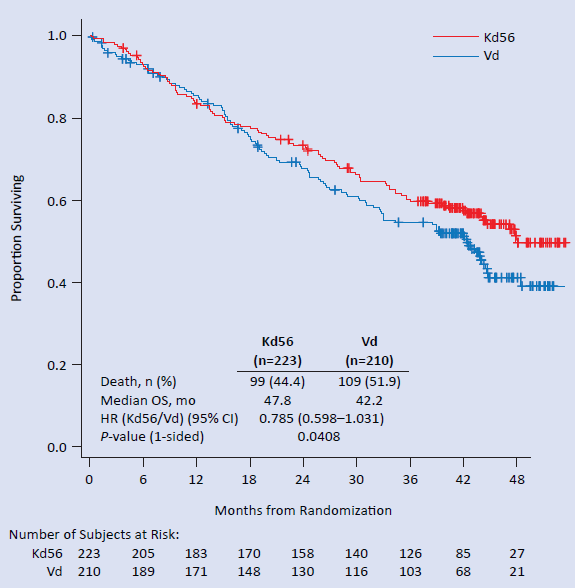 1.0
0.8
0.6
0.4
0.2
0.0
Proportion Surviving
Kd56
Vd
Kd56 Vd
(n=223) (n=210)
Death, n (%) 99 (44.4) 109 (51.9)
Median OS, mo 47.8 42.2
HR (Kd56/Vd) (95% CI) 0.785 (0.598–1.031)
P-value (1-sided) 0.0408
0 6 12 18 24 30 36 42 48
Months from Randomization
Number of Subjects at Risk:
Kd56 223 205 183 170 158 140 126 85 27
Vd 210 189 171 148 130 116 103 68 21